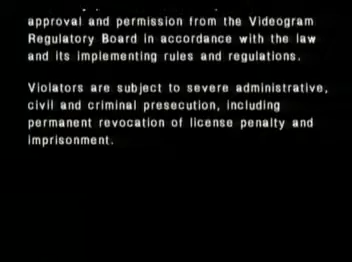 approval and permission from the Videogram
Regulatory Board in accordance with the law
and its implementing rules and regulations.
Violators are subject to severe administrative,
civil and criminal presecution, including
permanent revocation of license penalty and
imprisonment.